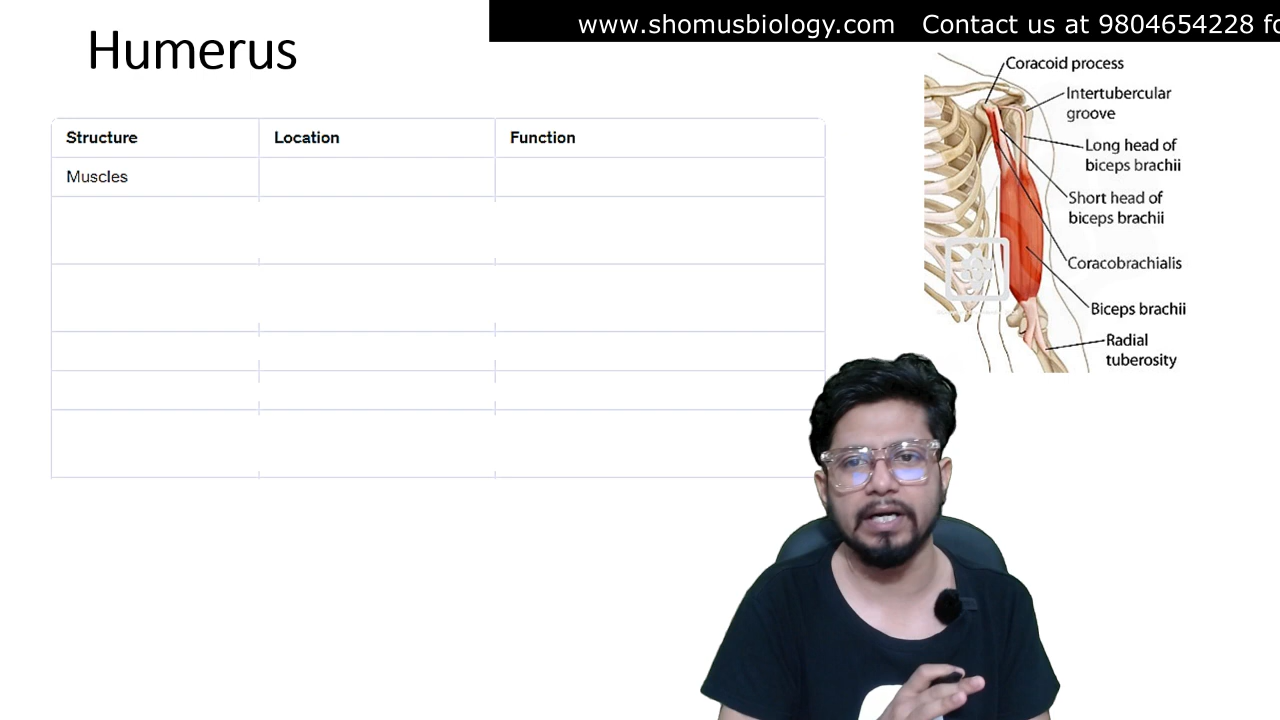 www.shomusbiology.com Contact us at 9804654228 fo
Humerus
Structure Location Function
Muscles
Coracoid process
Intertubercular
groove
Long head of
biceps brachii
Short head of
biceps brachii
Coracobrachialis
Biceps brachii
Radial
tuberosity